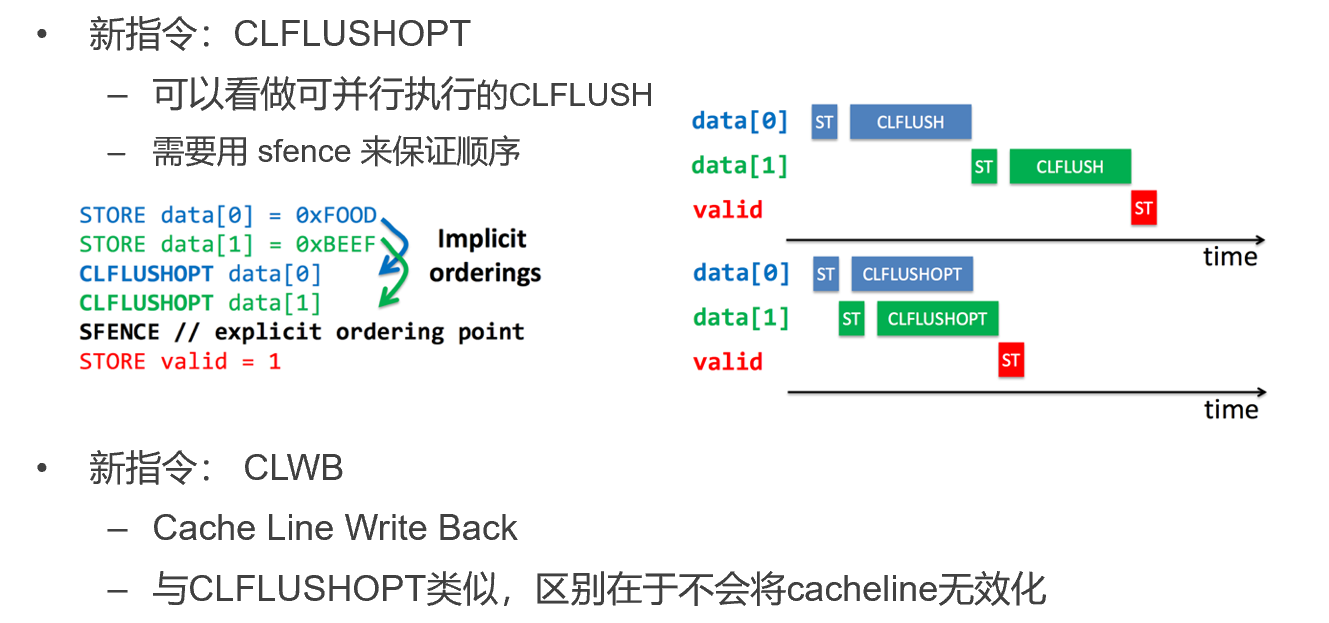 • 新指令：CLFLUSHOPT
– 可以看做可并行执行的CLFLUSH
– 需要用 sfence 来保证顺序
STORE data[0] = 0xFOOD
STORE data[1] = 0xBEEF
CLFLUSHOPT data[0]
CLFLUSHOPT data[1]
SFENCE // explicit ordering point
STORE valid = 1
Implicit
orderings
data[0] ST CLFLUSH
data[1] ST CLFLUSH
valid ST
time
data[0] ST CLFLUSHOPT
data[1] ST CLFLUSHOPT
valid ST
time
• 新指令： CLWB
– Cache Line Write Back
– 与CLFLUSHOPT类似，区别在于不会将cacheline无效化